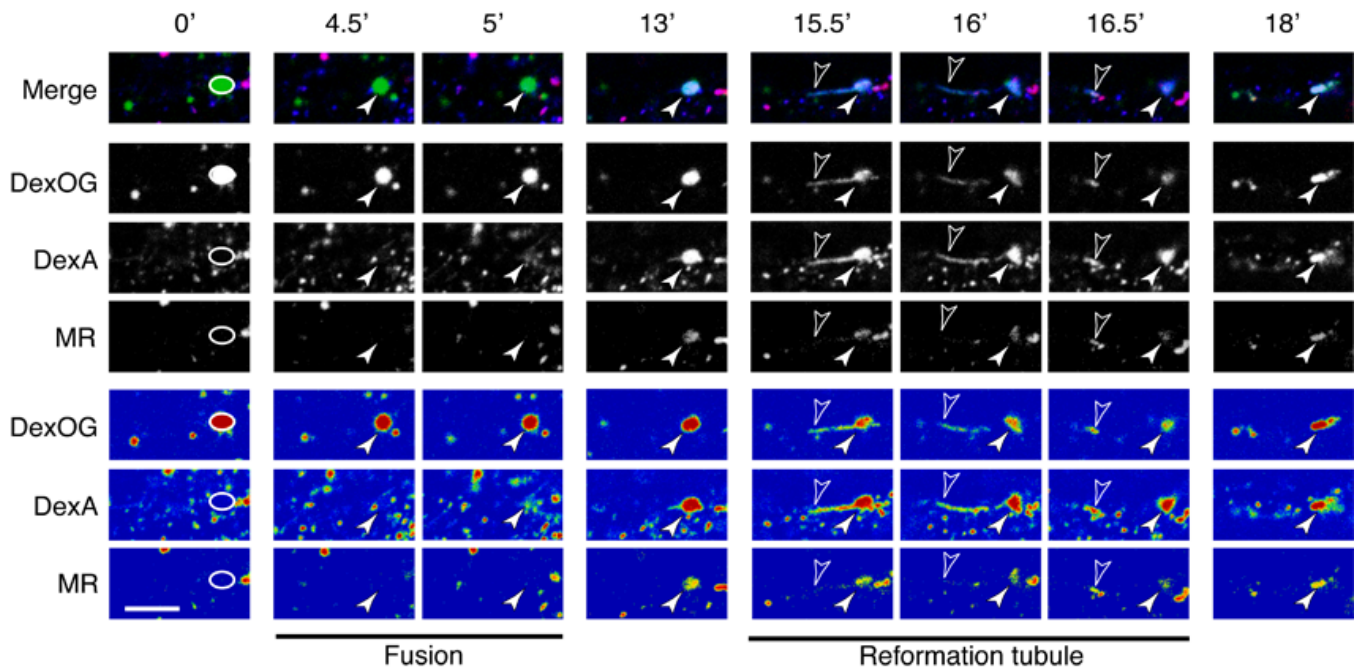 0’ 4.5’ 5’ 13’ 15.5’ 16’ 16.5’ 18’
Merge
DexOG
DexA
MR
DexOG
DexA
MR
Fusion Reformation tubule